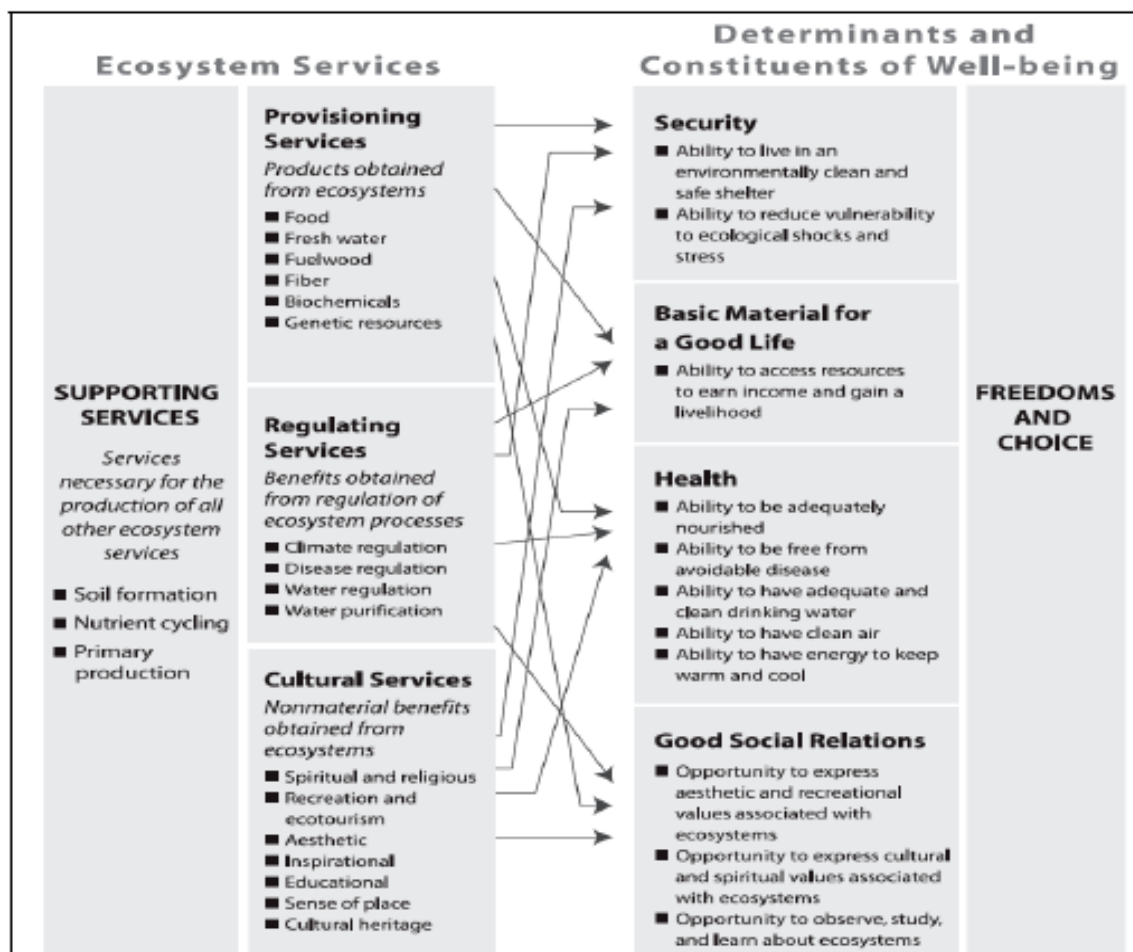 Ecosystem Services
Determinants and
Constituents of Well-being
SUPPORTING
SERVICES
Services
necessary for the
production of all
other ecosystem
services
■ Soil formation
■ Nutrient cycling
■ Primary
production
Provisioning
Services
Products obtained
from ecosystems
■ Food
■ Fresh water
■ Fuelwood
■ Fiber
■ Biochemicals
■ Genetic resources
Regulating
Services
Benefits obtained
from regulation of
ecosystem processes
■ Climate regulation
■ Disease regulation
■ Water regulation
■ Water purification
Cultural Services
Nonmaterial benefits
obtained from
ecosystems
■ Spiritual and religious
■ Recreation and
ecotourism
■ Aesthetic
■ Inspirational
■ Educational
■ Sense of place
■ Cultural heritage
Security
■ Ability to live in an
environmentally clean and
safe shelter
■ Ability to reduce vulnerability
to ecological shocks and
stress
Basic Material for
a Good Life
■ Ability to access resources
to earn income and gain a
livelihood
Health
■ Ability to be adequately
nourished
■ Ability to be free from
avoidable disease
■ Ability to have adequate and
clean drinking water
■ Ability to have clean air
■ Ability to have energy to keep
warm and cool
Good Social Relations
■ Opportunity to express
aesthetic and recreational
values associated with
ecosystems
■ Opportunity to express cultural
and spiritual values associated
with ecosystems
■ Opportunity to observe, study,
and learn about ecosystems
FREEDOMS
AND
CHOICE